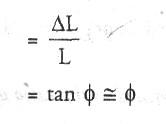 = ΔL
L
= tan ϕ ≅ ϕ